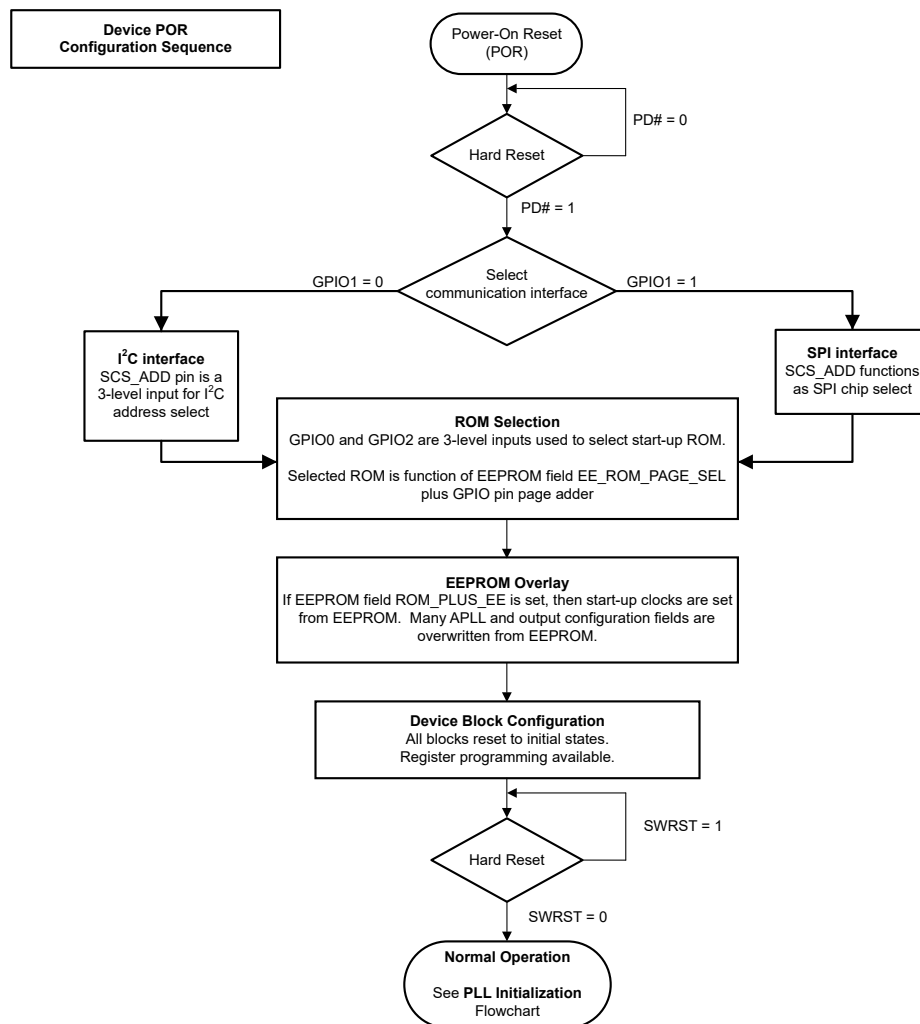 Device POR
Configuration Sequence
Power-On Reset
(POR)
PD# = 0
Hard Reset
PD# = 1
Select
communication interface
GPIO1 = 0
GPIO1 = 1
I²C interface
SCS_ADD pin is a
3-level input for I²C
address select
SPI interface
SCS_ADD functions
as SPI chip select
ROM Selection
GPIO0 and GPIO2 are 3-level inputs used to select start-up ROM.
Selected ROM is function of EEPROM field EE_ROM_PAGE_SEL
plus GPIO pin page adder
EEPROM Overlay
If EEPROM field ROM_PLUS_EE is set, then start-up clocks are set
from EEPROM. Many APLL and output configuration fields are
overwritten from EEPROM.
Device Block Configuration
All blocks reset to initial states.
Register programming available.
SWRST = 1
Hard Reset
SWRST = 0
Normal Operation
See PLL Initialization
Flowchart